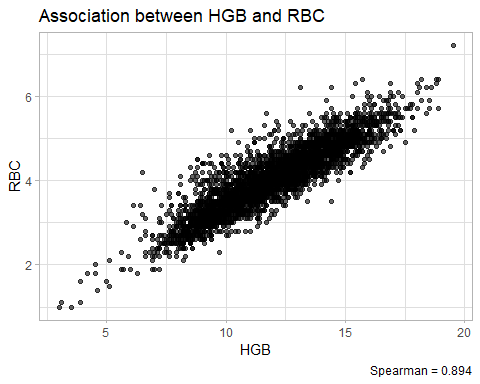 Association between HGB and RBC
RBC
6
4
2
5
10
15
20
HGB
Spearman = 0.894